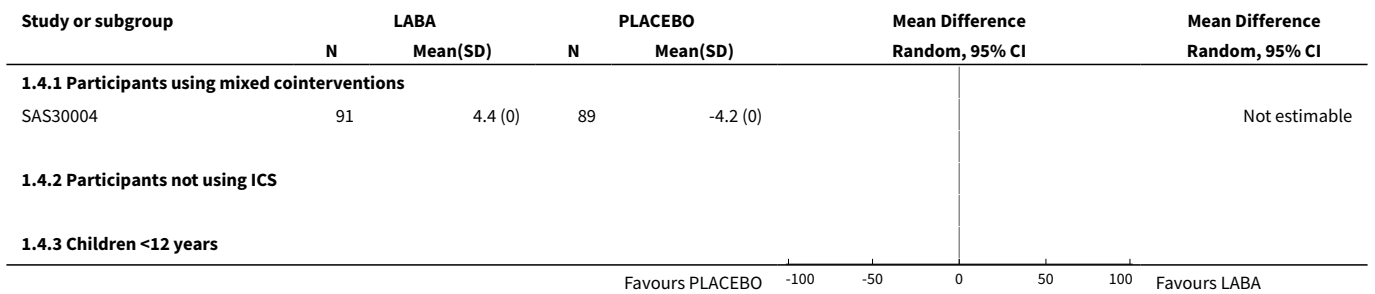 Study or subgroup LABA PLACEBO Mean Difference Mean Difference
N Mean(SD) N Mean(SD) Random, 95% CI Random, 95% CI
1.4.1 Participants using mixed cointerventions
SAS30004 91 4.4 (0) 89 -4.2 (0) Not estimable
1.4.2 Participants not using ICS
1.4.3 Children <12 years
Favours PLACEBO -100 -50 0 50 100 Favours LABA